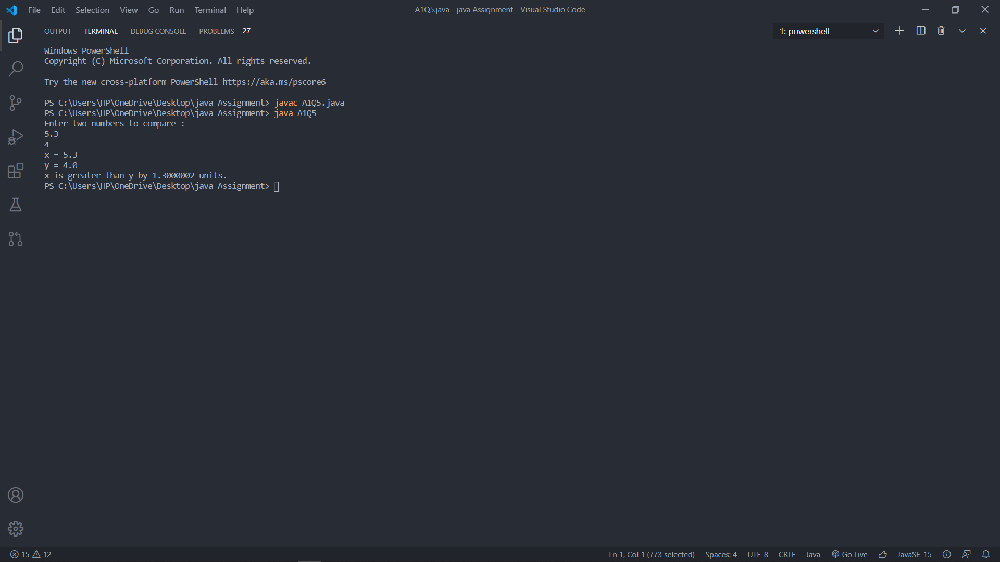 File Edit Selection View Go Run Terminal Help
A1Q5.java - java Assignment - Visual Studio Code
OUTPUT TERMINAL DEBUG CONSOLE PROBLEMS 27
1: powershell
Windows PowerShell
Copyright (C) Microsoft Corporation. All rights reserved.
Try the new cross-platform PowerShell https://aka.ms/pscore6
PS C:\Users\HP\OneDrive\Desktop\java Assignment> javac A1Q5.java
PS C:\Users\HP\OneDrive\Desktop\java Assignment> java A1Q5
Enter two numbers to compare :
5.3
4
x = 5.3
y = 4.0
x is greater than y by 1.3000002 units.
PS C:\Users\HP\OneDrive\Desktop\java Assignment>
15 12
Ln 1, Col 1 (773 selected) Spaces: 4 UTF-8 CRLF Java Go Live JavaSE-15